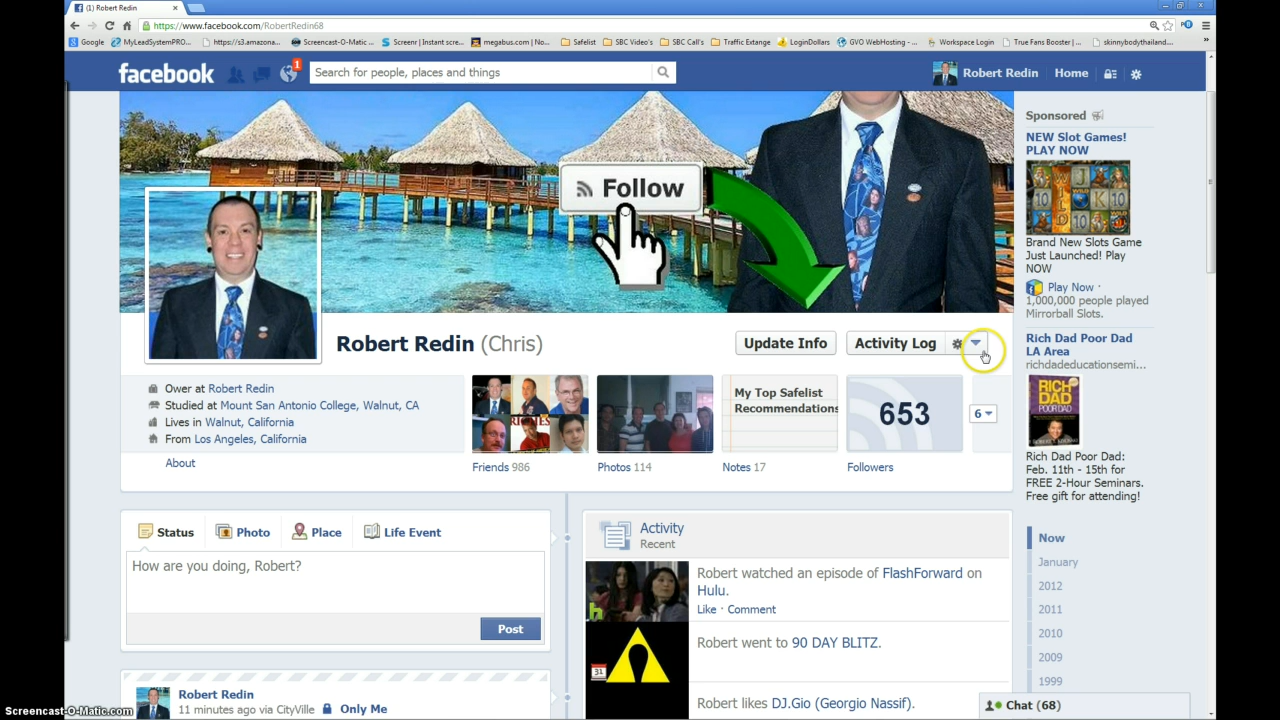 (1) Robert Redin
https://www.facebook.com/RobertRedin68
Google
MyLeadSystemPRO...
https://s3.amazona...
Screencast-O-Matic ...
Screenr | Instant scre...
megabus.com | No...
Safelist
SBC Video's
SBC Call's
Traffic Extange
LoginDollars
GVO WebHosting - ...
Workspace Login
True Fans Booster | ...
skinnybodythailand...
facebook
1
Search for people, places and things
Robert Redin
Home
Follow
Robert Redin (Chris)
Update Info
Activity Log
Ower at Robert Redin
Studied at Mount San Antonio College, Walnut, CA
Lives in Walnut, California
From Los Angeles, California
About
Friends 986
Photos 114
My Top Safelist
Recommendations
Notes 17
653
Followers
6
Status
Photo
Place
Life Event
How are you doing, Robert?
Post
Robert Redin
11 minutes ago via CityVille
Only Me
Activity
Recent
Robert watched an episode of FlashForward on
Hulu.
Like · Comment
h
31
Robert went to 90 DAY BLITZ.
Robert likes DJ.Gio (Georgio Nassif).
Sponsored
NEW Slot Games!
PLAY NOW
Brand New Slots Game
Just Launched! Play
NOW
Play Now ·
1,000,000 people played
Mirrorball Slots.
Rich Dad Poor Dad
LA Area
richdadeducationsemi...
RICH
DAD
POOR DAD
Rich Dad Poor Dad:
Feb. 11th - 15th for
FREE 2-Hour Seminars.
Free gift for attending!
Now
January
2012
2011
2010
2009
1999
Chat (68)
Screencast-O-Matic.com